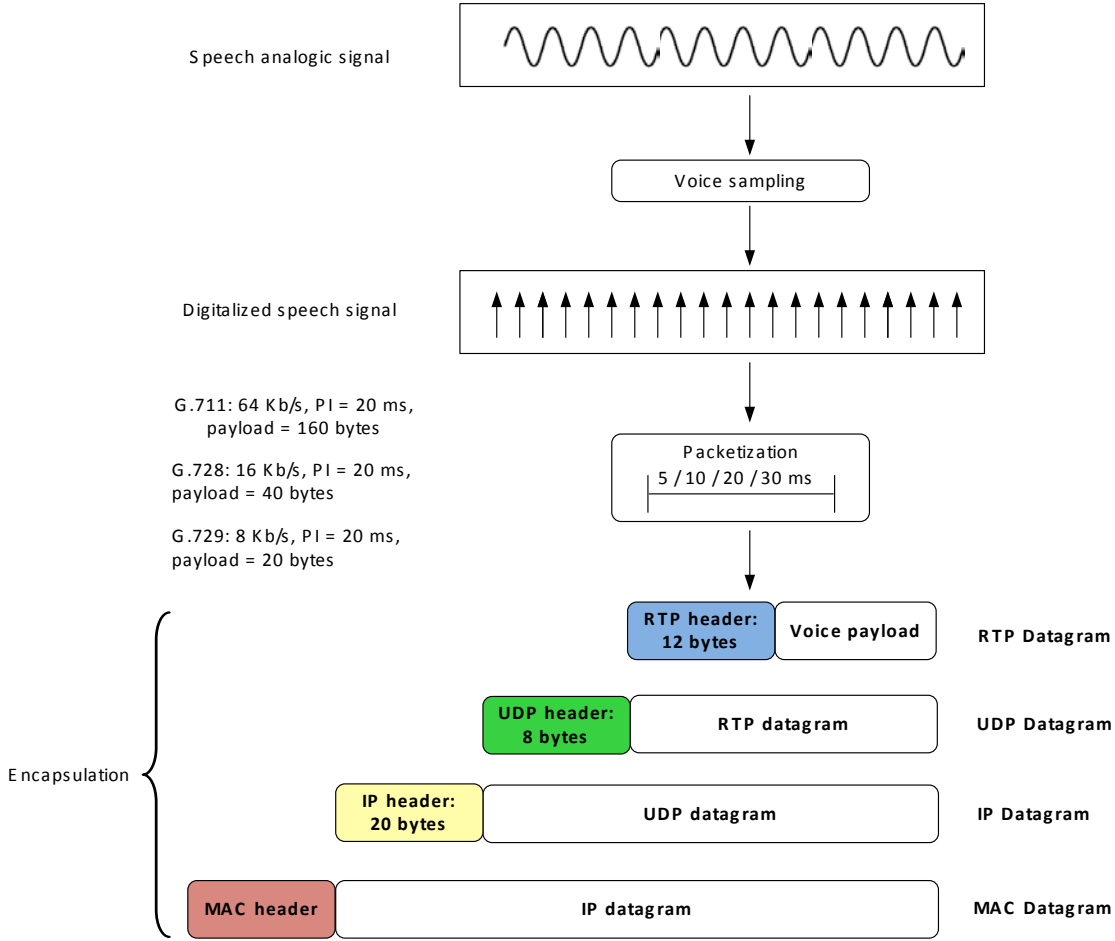 Speech analogic signal
Voice sampling
Digitalized speech signal
G.711: 64 Kb/s, PI = 20 ms,
payload = 160 bytes
G.728: 16 Kb/s, PI = 20 ms,
payload = 40 bytes
G.729: 8 Kb/s, PI = 20 ms,
payload = 20 bytes
Packetization
5 / 10 / 20 / 30 ms
RTP header:
12 bytes
Voice payload
RTP Datagram
UDP header:
8 bytes
RTP datagram
UDP Datagram
Encapsulation
IP header:
20 bytes
UDP datagram
IP Datagram
MAC header
IP datagram
MAC Datagram